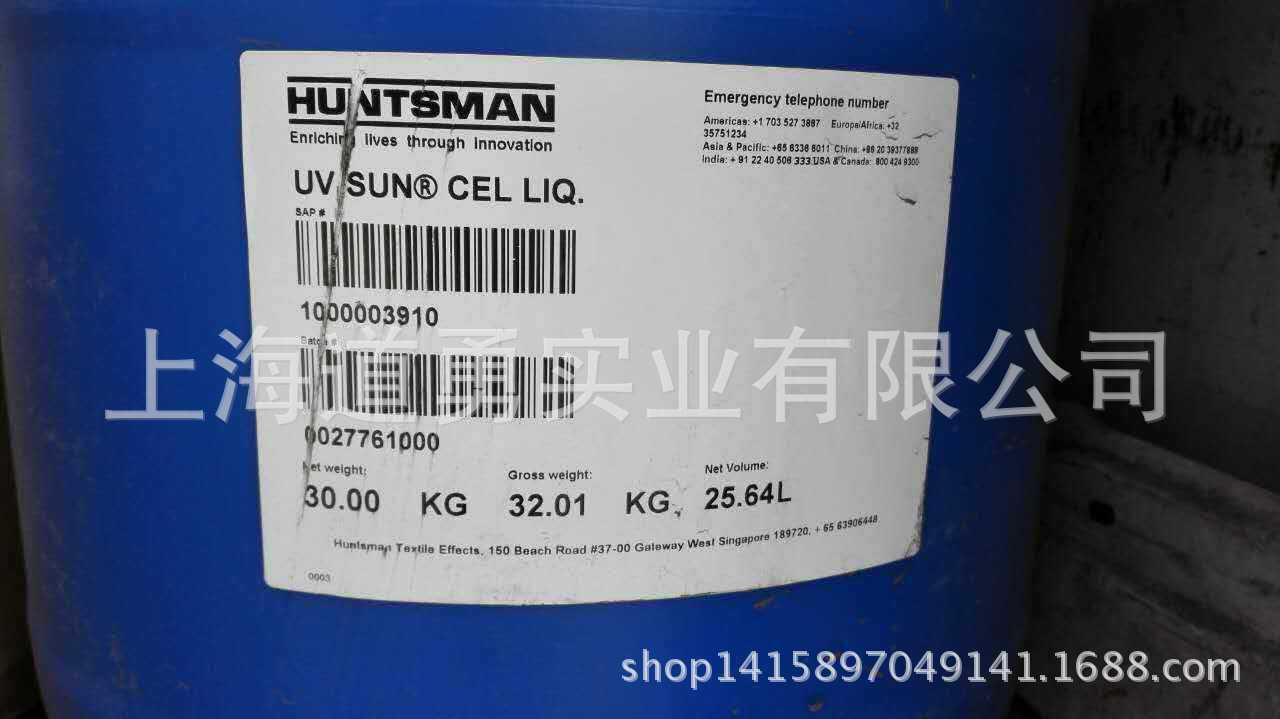 HUNTSMAN
Enriching lives through innovation
UV SUN® CEL LIQ.
SAP #
1000003910
Batch #
0027761000
Net weight:
30.00 KG
Gross weight:
32.01 KG
Net Volume:
25.64L
Huntsman Textile Effects, 150 Beach Road #37-00 Gateway West Singapore 189720, + 65 63906448
0003
Emergency telephone number
Americas: +1 703 527 3887 Europe/Africa: +32
35751234
Asia & Pacific: +65 6336 6011 China: +86 20 39377888
India: + 91 22 40 506 333 USA & Canada: 800 424 9300
上海道勇实业有限公司
shop1415897049141.1688.com